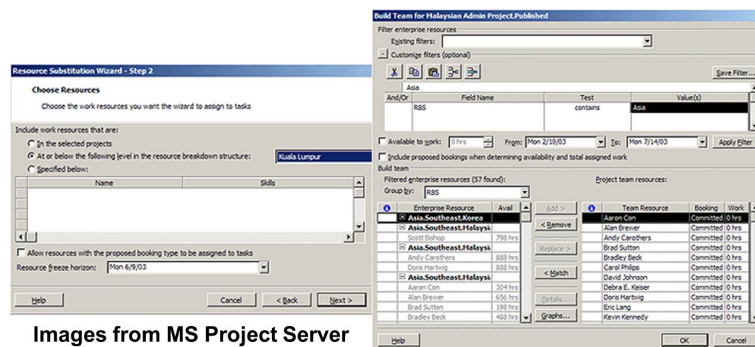 Resource Substitution Wizard - Step 2
Choose Resources
Choose the work resources you want the wizard to assign to tasks
Include work resources that are:
In the selected projects
At or below the following level in the resource breakdown structure: Kuala Lumpur
Specified below:
Name Skills
Allow resources with the proposed booking type to be assigned to tasks
Resource freeze horizon: Mon 6/9/03
Help Cancel < Back Next >
Images from MS Project Server
Build Team for Malaysian Admin Project.Published
Filter enterprise resources
Existing filters:
Customize filters (optional)
Save Filter...
Asia
And/Or Field Name Test Value(s)
RBS contains Asia
Available to work: 0 hrs From: Mon 2/10/03 To: Mon 7/14/03 Apply Filter
Include proposed bookings when determining availability and total assigned work
Build team
Filtered enterprise resources (57 found): Project team resources:
Group by: RBS
Enterprise Resource Avail Add > Team Resource Booking Work
Asia.Southeast.Korea Aaron Con Committed 0 hrs
< Remove Alan Brewer Committed 0 hrs
Scott Bishop 798 hrs Andy Carothers Committed 0 hrs
Asia.Southeast.Malaysi Replace > Brad Sutton Committed 0 hrs
Andy Carothers 888 hrs Bradley Beck Committed 0 hrs
Doris Hartwig 888 hrs < Match Carol Philips Committed 0 hrs
Asia.Southeast.Malaysi David Johnson Committed 0 hrs
Aaron Con 304 hrs Details... Debra E. Keiser Committed 0 hrs
Alan Brewer 656 hrs Doris Hartwig Committed 0 hrs
Brad Sutton 198 hrs Eric Lang Committed 0 hrs
Bradley Beck 488 hrs Graphs... Kevin Kennedy Committed 0 hrs
Help OK Cancel